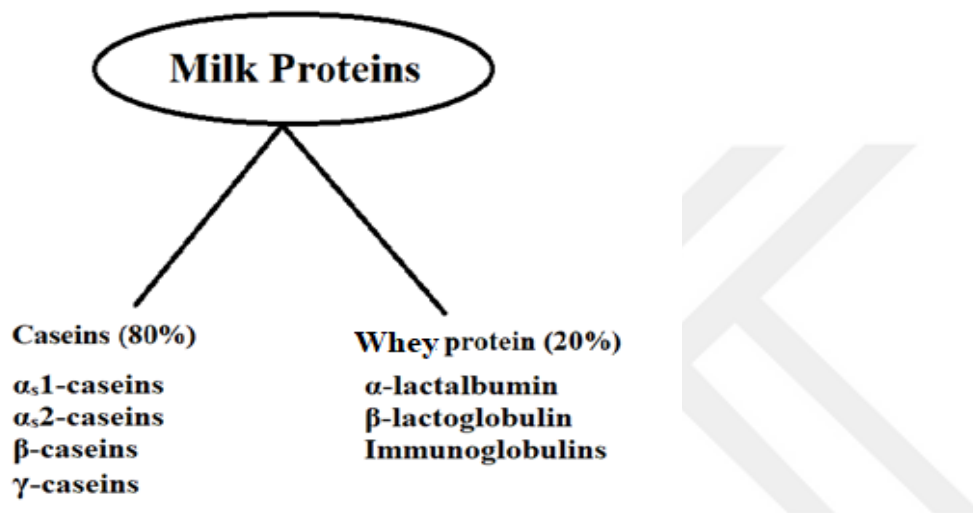 Milk Proteins
Caseins (80%)
αₛ1-caseins
αₛ2-caseins
β-caseins
γ-caseins
Whey protein (20%)
α-lactalbumin
β-lactoglobulin
Immunoglobulins